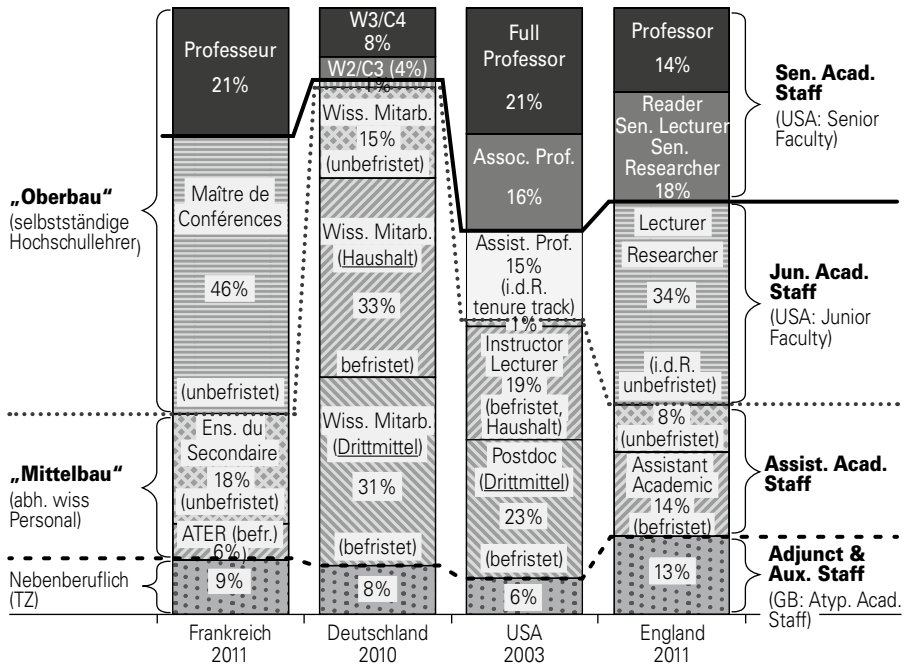 „Oberbau“
(selbstständige
Hochschullehrer)
„Mittelbau“
(abh. wiss
Personal)
Nebenberuflich
(TZ)
Professeur
21%
Maître de
Conférences
46%
(unbefristet)
Ens. du
Secondaire
18%
(unbefristet)
ATER (befr.)
6%
9%
Frankreich
2011
W3/C4
8%
W2/C3 (4%)
1%
Wiss. Mitarb.
15%
(unbefristet)
Wiss. Mitarb.
(Haushalt)
33%
befristet)
Wiss. Mitarb.
(Drittmittel)
31%
(befristet)
8%
Deutschland
2010
Full
Professor
21%
Assoc. Prof.
16%
Assist. Prof.
15%
(i.d.R.
tenure track)
1%
Instructor
Lecturer
19%
(befristet,
Haushalt)
Postdoc
(Drittmittel)
23%
(befristet)
6%
USA
2003
Professor
14%
Reader
Sen. Lecturer
Sen.
Researcher
18%
Lecturer
Researcher
34%
(i.d.R.
unbefristet)
8%
(unbefristet)
Assistant
Academic
14%
(befristet)
13%
England
2011
Sen. Acad.
Staff
(USA: Senior
Faculty)
Jun. Acad.
Staff
(USA: Junior
Faculty)
Assist. Acad.
Staff
Adjunct &
Aux. Staff
(GB: Atyp. Acad.
Staff)